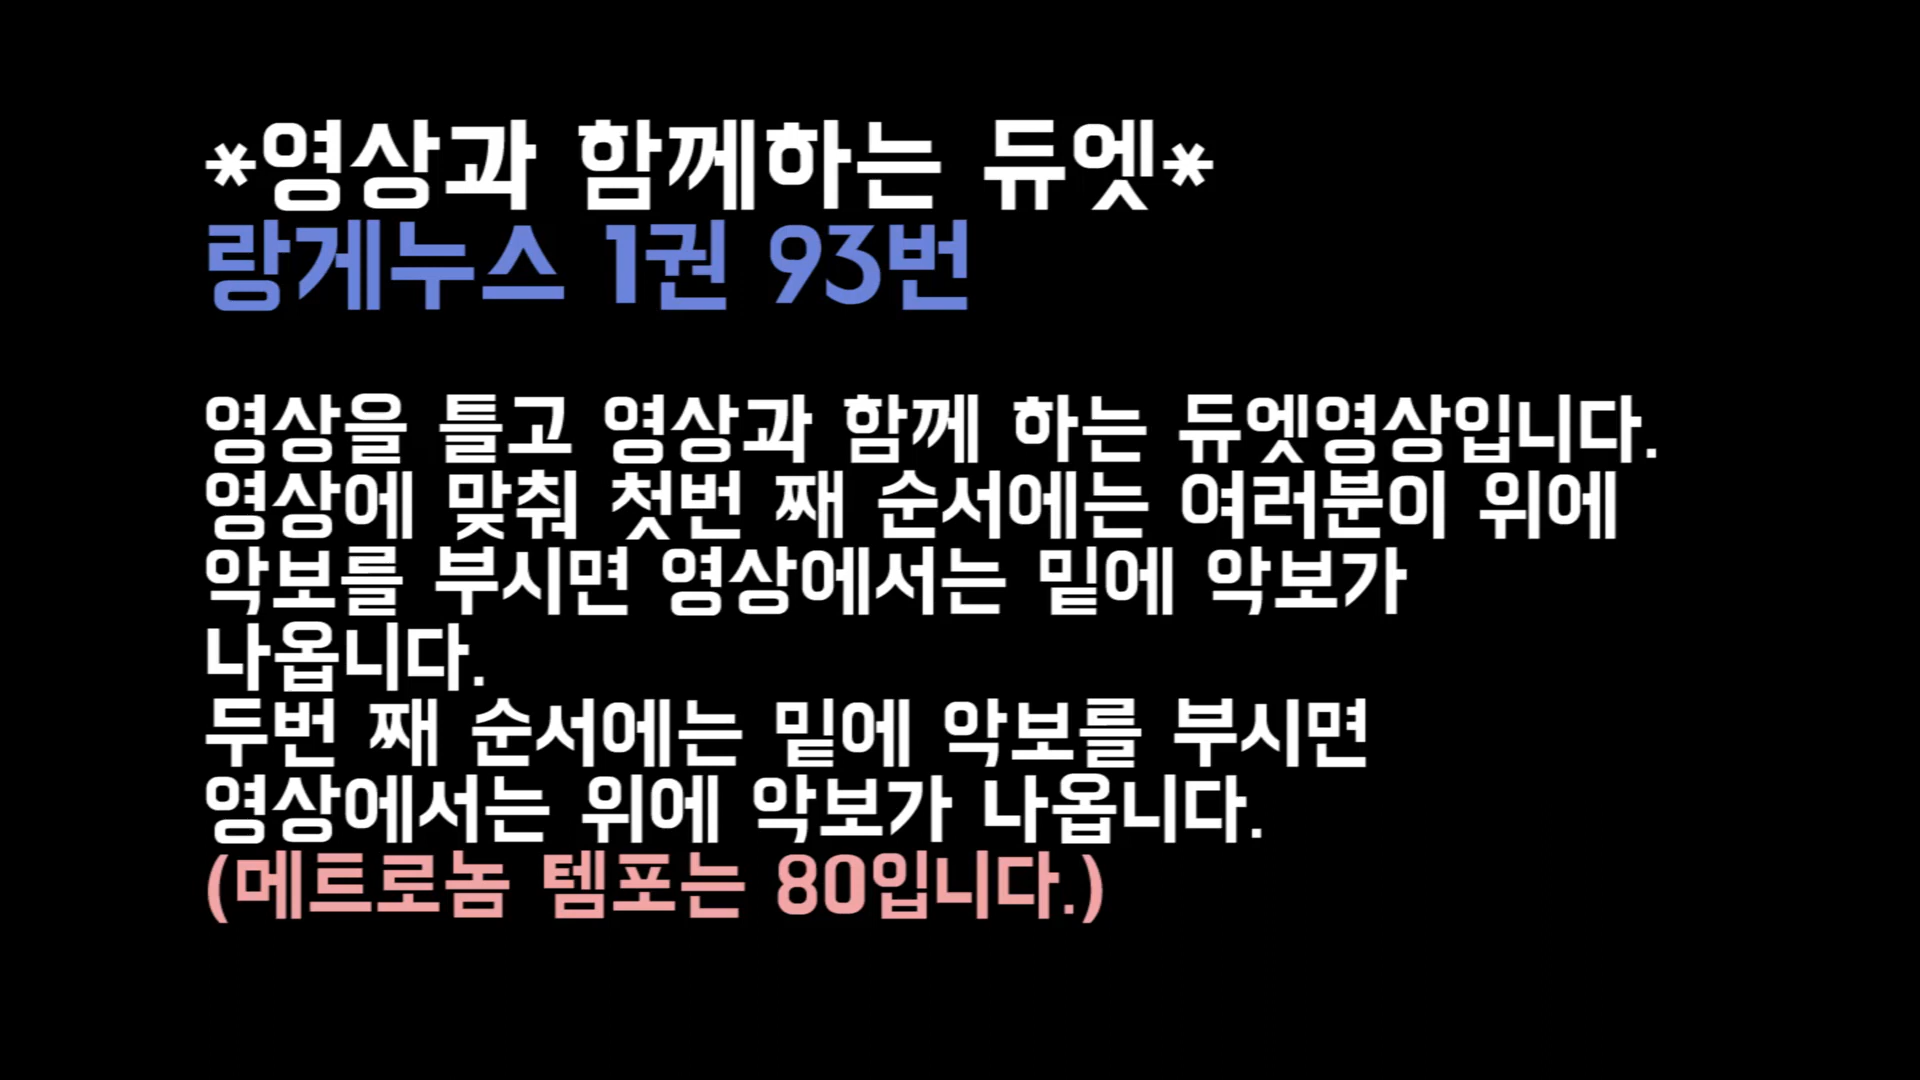 *영상과 함께하는 듀엣*
랑게누스 1권 93번
영상을 틀고 영상과 함께 하는 듀엣영상입니다.
영상에 맞춰 첫번 째 순서에는 여러분이 위에
악보를 부시면 영상에서는 밑에 악보가
나옵니다.
두번 째 순서에는 밑에 악보를 부시면
영상에서는 위에 악보가 나옵니다.
(메트로놈 템포는 80입니다.)